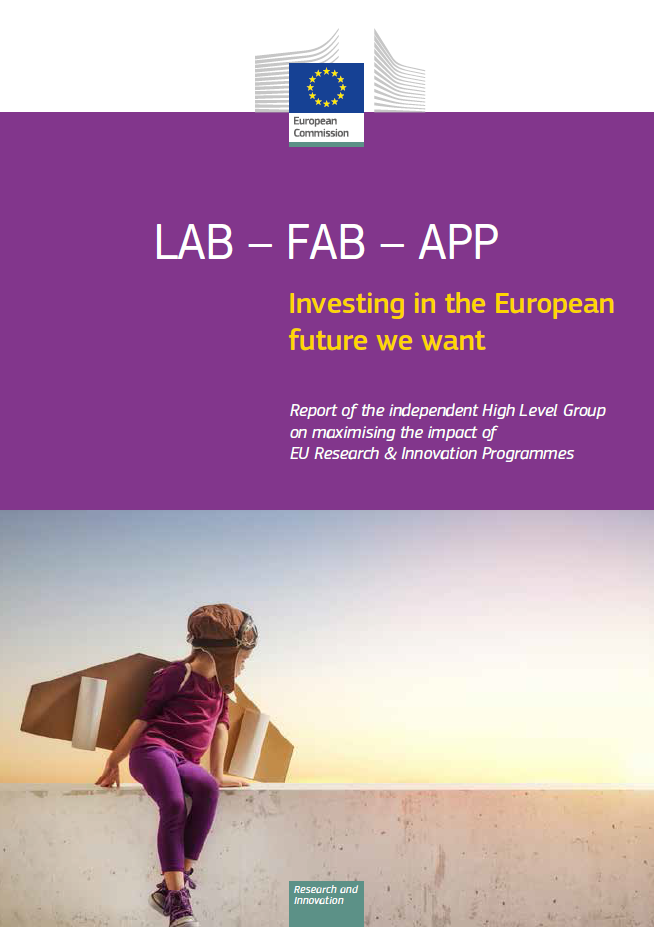 European
Commission
LAB – FAB – APP
Investing in the European
future we want
Report of the independent High Level Group
on maximising the impact of
EU Research & Innovation Programmes
Research and
Innovation